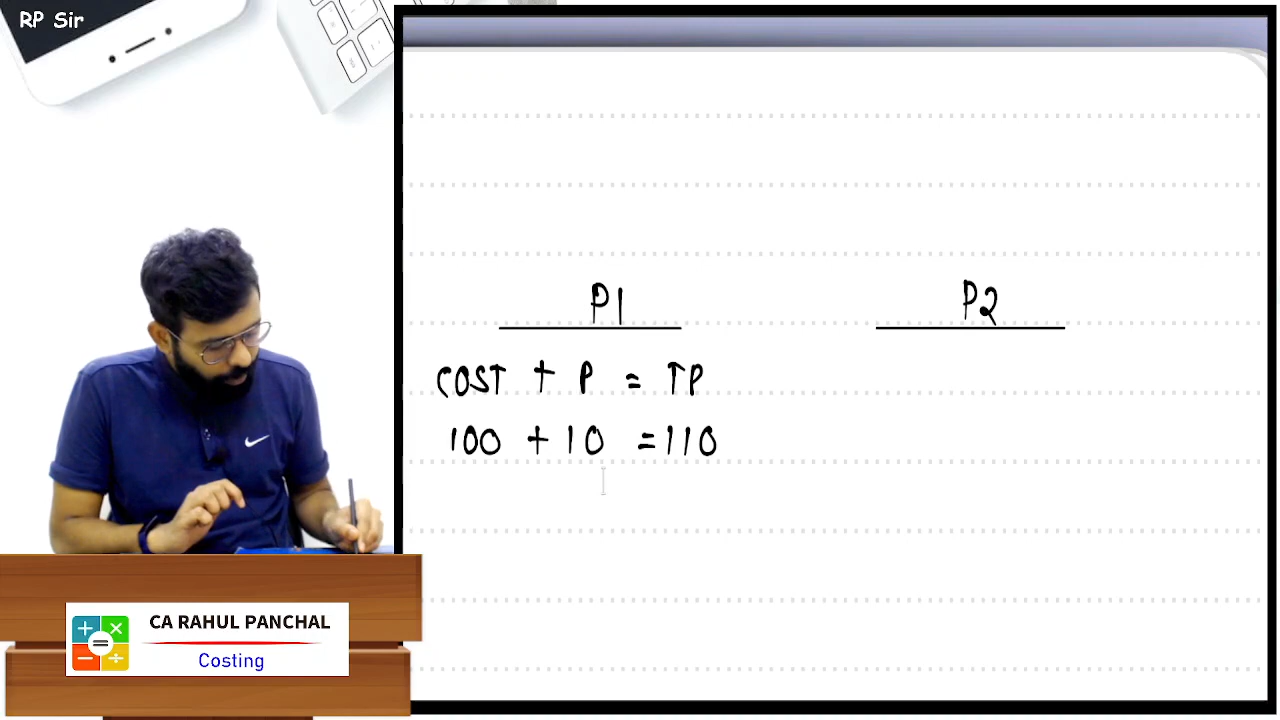 RP Sir
P1
P2
COST + P = TP
100 + 10 = 110
CA RAHUL PANCHAL
Costing